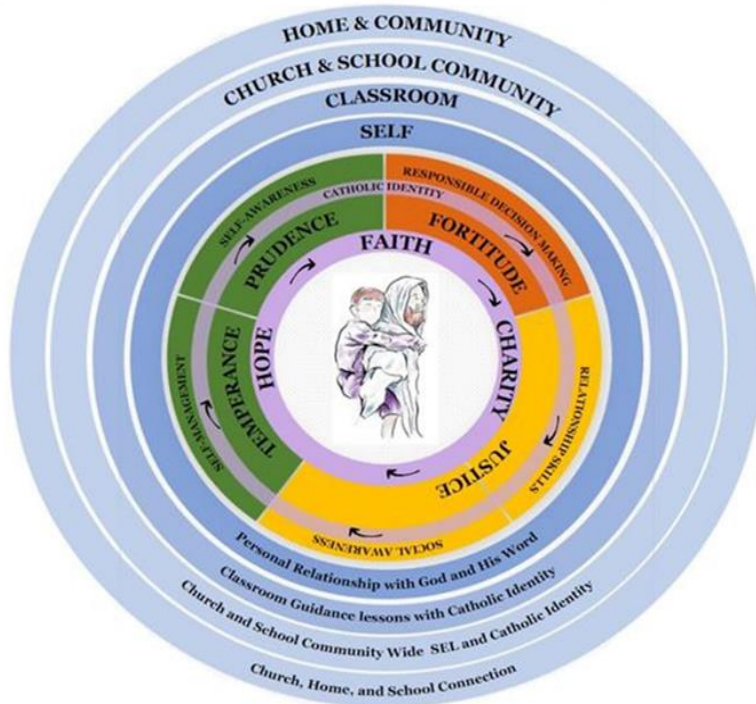 HOME & COMMUNITY
CHURCH & SCHOOL COMMUNITY
CLASSROOM
SELF
SELF-AWARENESS
RESPONSIBLE DECISION MAKING
CATHOLIC IDENTITY
PRUDENCE
FORTITUDE
FAITH
HOPE
CHARITY
TEMPERANCE
JUSTICE
SELF-MANAGEMENT
RELATIONSHIP SKILLS
SOCIAL AWARENESS
Personal Relationship with God and His Word
Classroom Guidance lessons with Catholic Identity
Church and School Community Wide SEL and Catholic Identity
Church, Home, and School Connection